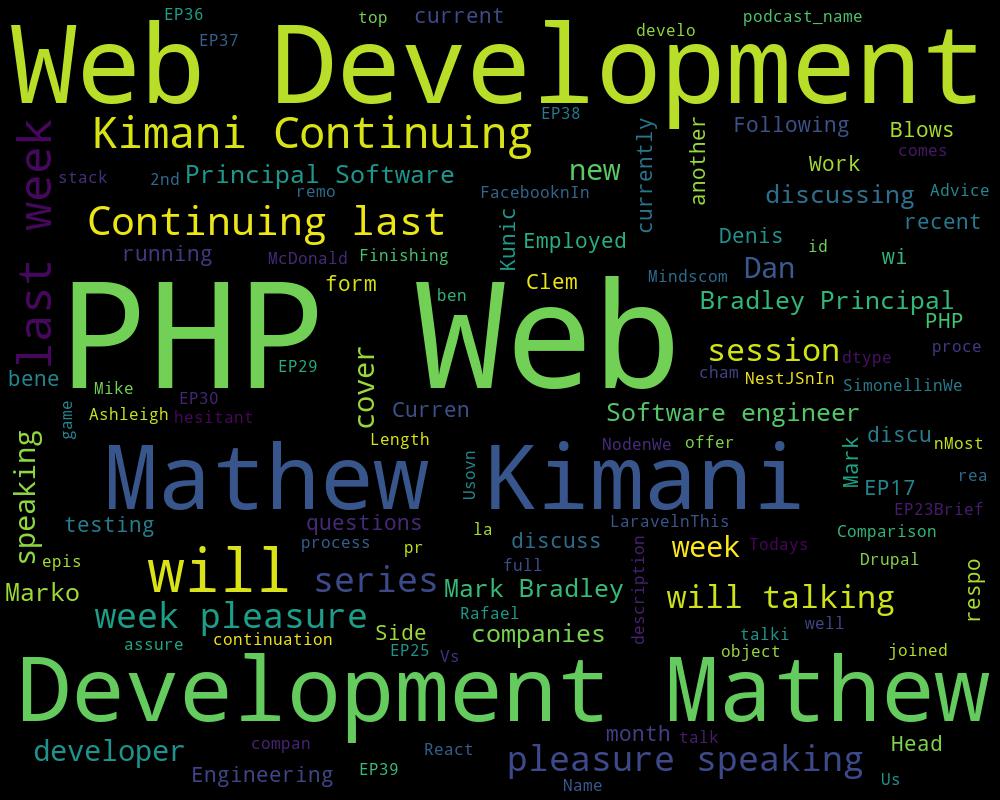 EP36
top
current
podcast_name
Web Development
EP37
develo
Kimani Continuing
EP38
currently
another
Following
Blows
comes
last week
stack
2nd
Principal Software
remo
new
FacebooknIn
Work
discussing
Advice
Continuing last
Kunic
Employed
recent
Denis
id
wi
running
McDonald
Finishing
form
ben
Clem
Mindscom
Dan
PHP Web
Bradley Principal
PHP
bene
EP29
cover
session
dtype
proce
cham
NestJSnIn
SimonellinWe
Mike
EP30
Ashleigh
hesitant
game
Curren
Software engineer
Length
NodenWe
offer
Mark
discu
nMost
speaking
Mathew Kimani
Usovn
EP17
rea
EP23Brief
testing
questions
la
LaravelnThis
Comparison
process
pr
discuss
description
week
Todays
epis
will
series
full
Drupal
respo
Marko
Mark Bradley
will talking
week pleasure
Rafael
well
assure
continuation
Side
companies
talki
EP25
Vs
object
joined
Development Mathew
developer
compan
React
month
talk
Head
Engineering
EP39
pleasure speaking
Name
Us